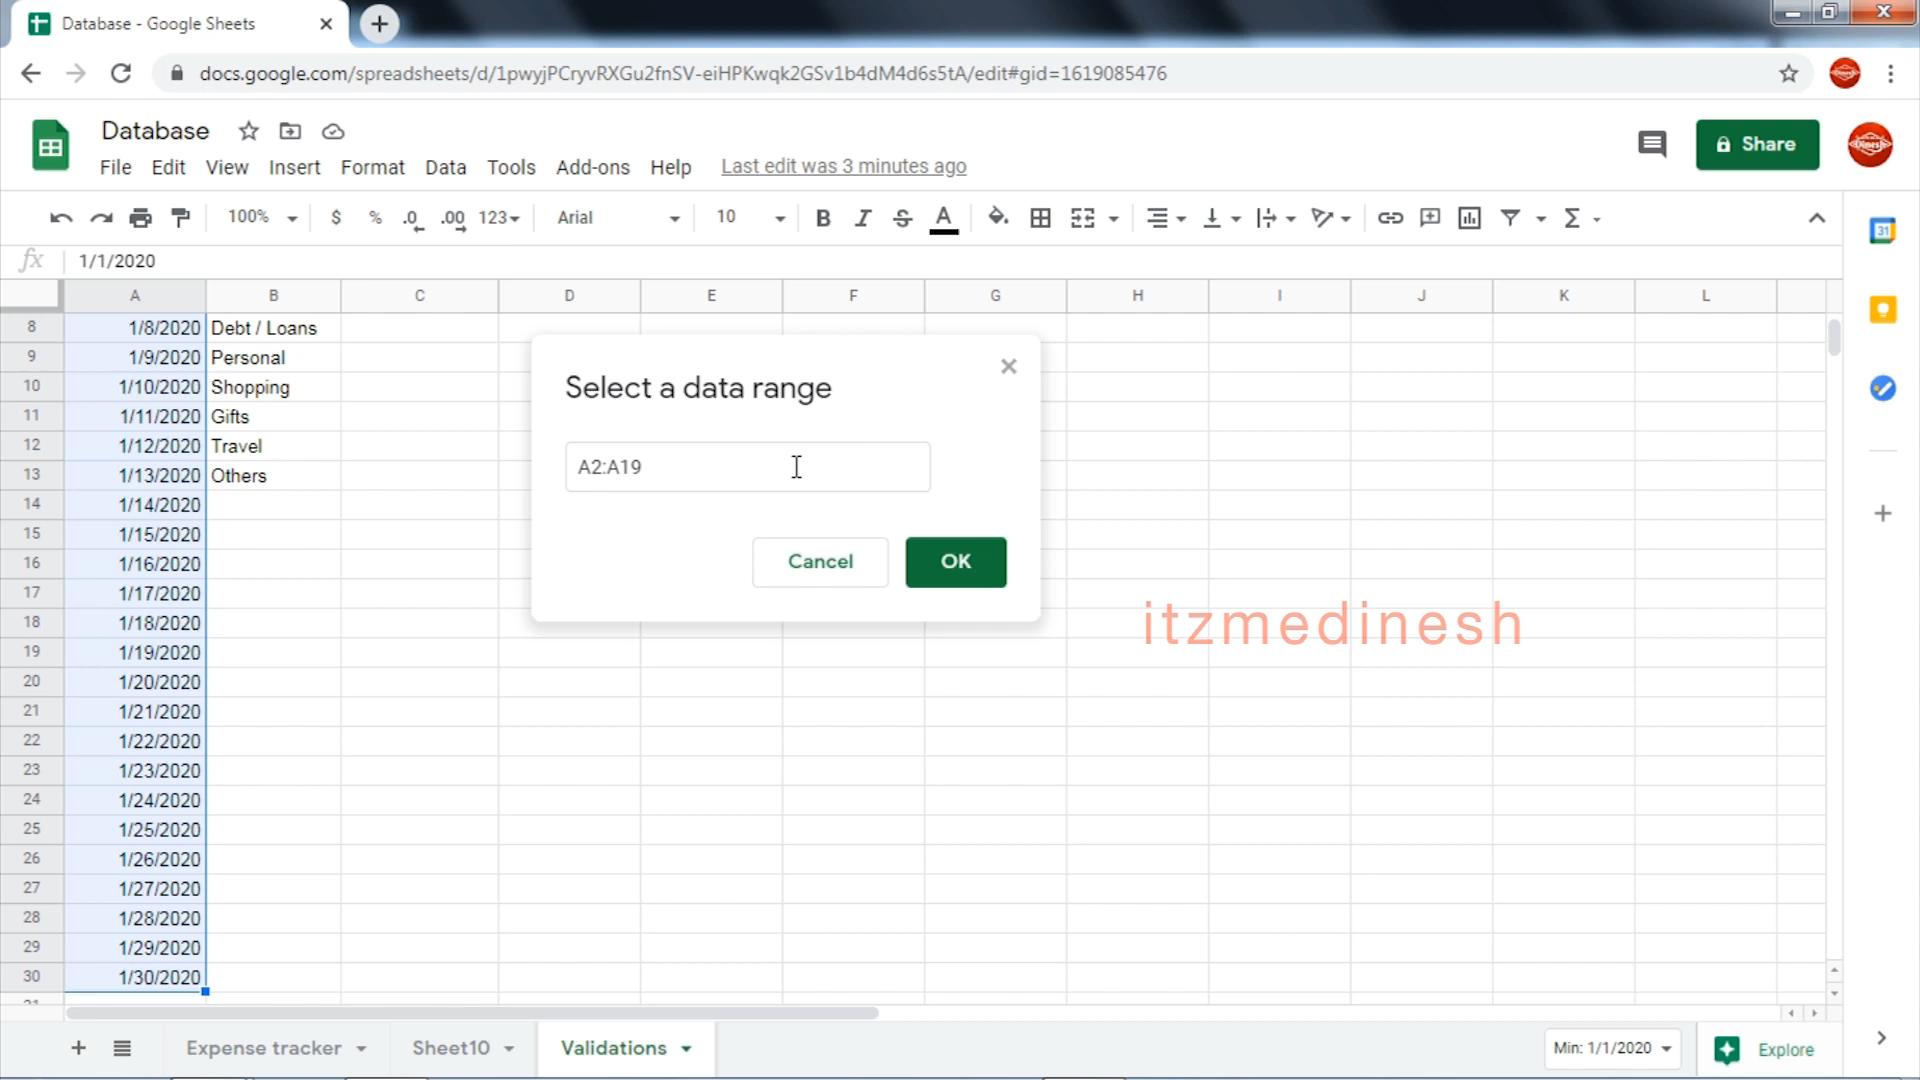 Database - Google Sheets
docs.google.com/spreadsheets/d/1pwyjPCryvRXGu2fnSV-eiHPKwqk2GSv1b4dM4d6s5tA/edit#gid=1619085476
Database
File Edit View Insert Format Data Tools Add-ons Help Last edit was 3 minutes ago
Share
Dinesh
100% $ % .0 .00 123 Arial 10 B I S A Σ
31
fx 1/1/2020
A B C D E F G H I J K L
8 1/8/2020 Debt / Loans
9 1/9/2020 Personal
10 1/10/2020 Shopping
11 1/11/2020 Gifts
12 1/12/2020 Travel
13 1/13/2020 Others
14 1/14/2020
15 1/15/2020
16 1/16/2020
17 1/17/2020
18 1/18/2020
19 1/19/2020
20 1/20/2020
21 1/21/2020
22 1/22/2020
23 1/23/2020
24 1/24/2020
25 1/25/2020
26 1/26/2020
27 1/27/2020
28 1/28/2020
29 1/29/2020
30 1/30/2020
Select a data range
A2:A19
Cancel OK
itzmedinesh
Expense tracker Sheet10 Validations Min: 1/1/2020 Explore